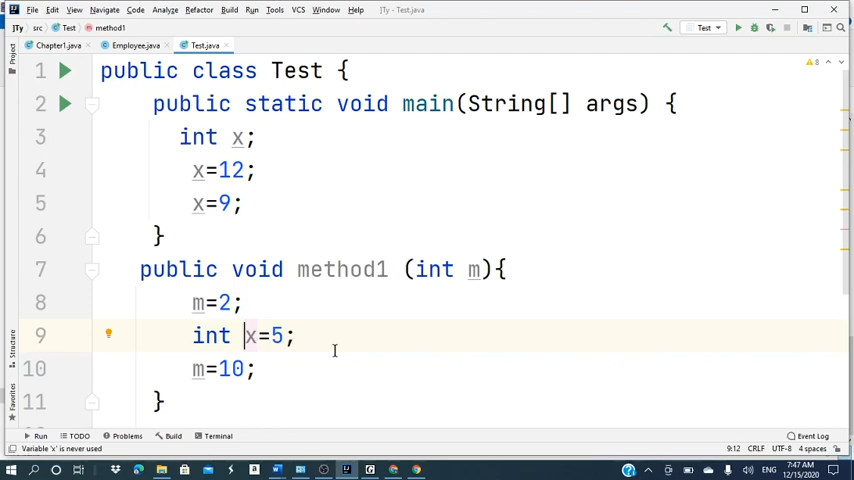 File Edit View Navigate Code Analyze Refactor Build Run Tools VCS Window Help JTy - Test.java
JTy src Test method1 Test
Chapter1.java Employee.java Test.java
Project
8
1 public class Test {
2 public static void main(String[] args) {
3 int x;
4 x=12;
5 x=9;
6 }
7 public void method1 (int m){
8 m=2;
9 int x=5;
10 m=10;
11 }
Structure
Favorites
Run TODO Problems Build Terminal Event Log
Variable 'x' is never used 9:12 CRLF UTF-8 4 spaces
ENG 7:47 AM
12/15/2020